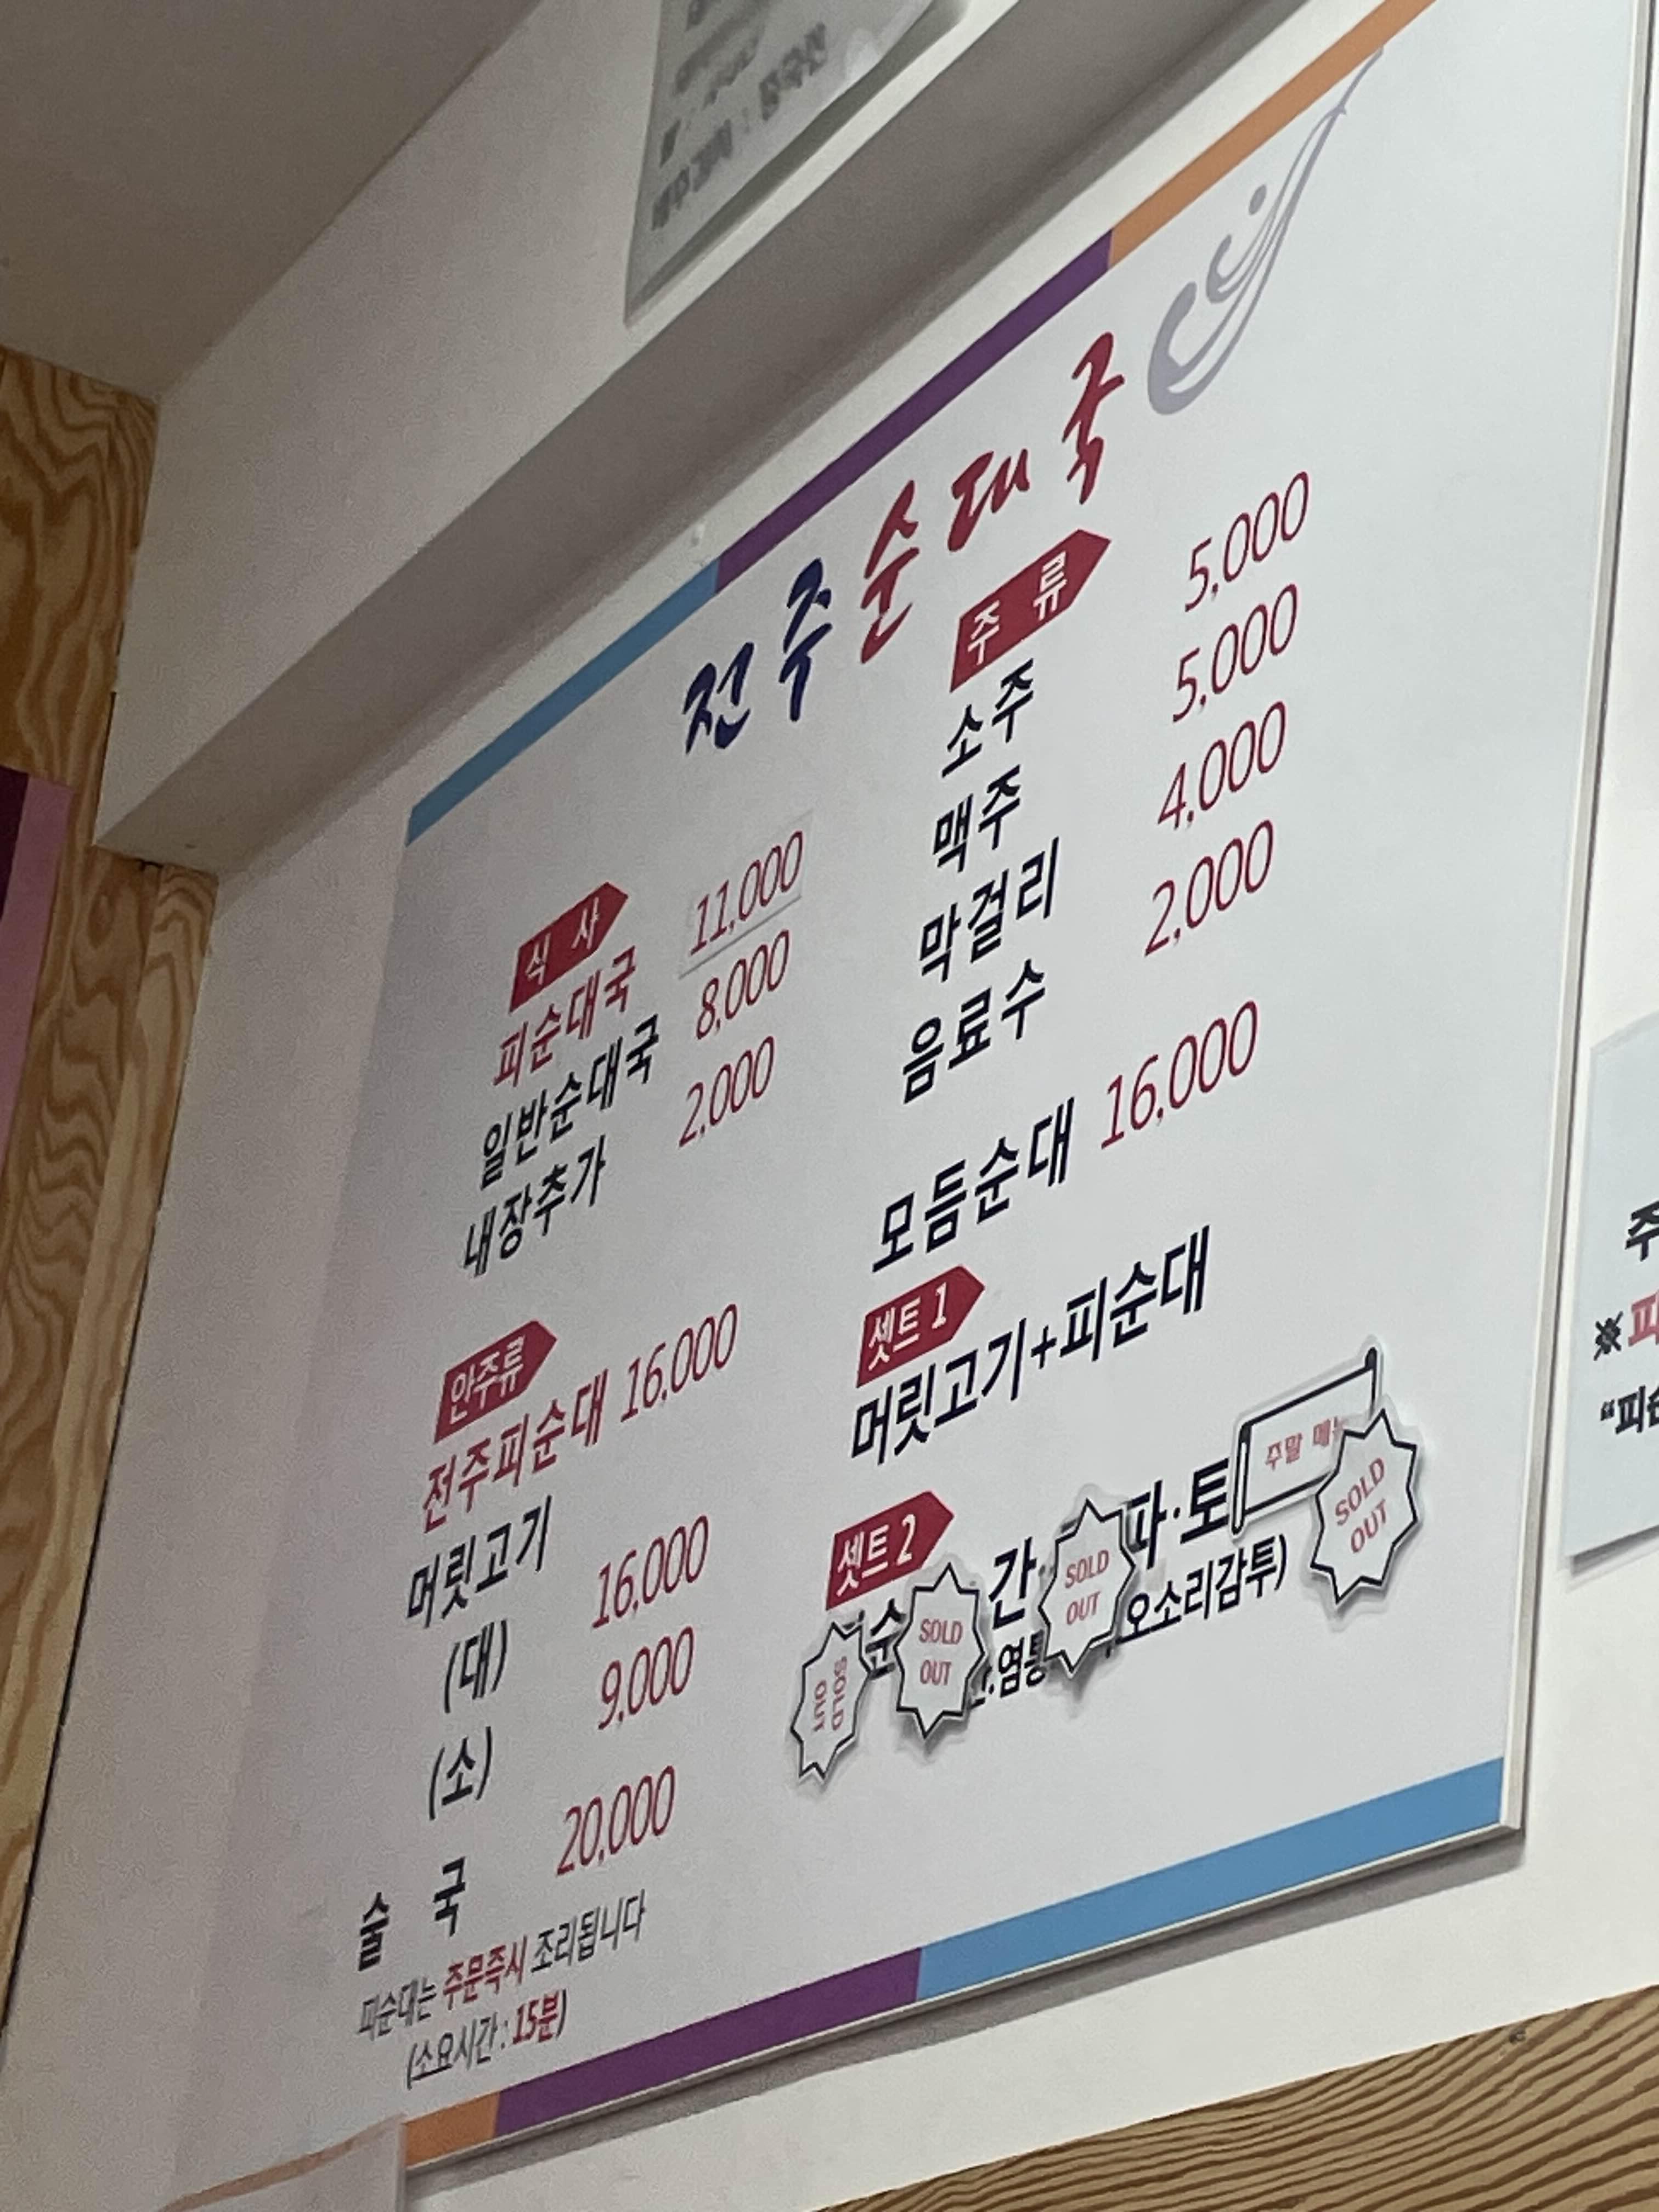 전주순대국
식 사
피순대국 11,000
일반순대국 8,000
내장추가 2,000
안주류
전주피순대 16,000
머릿고기
(대) 16,000
(소) 9,000
술 국 20,000
피순대는 주문즉시 조리됩니다
(소요시간 : 15분)
주 류
소주 5,000
맥주 5,000
막걸리 4,000
음료수 2,000
모듬순대 16,000
셋트 1
머릿고기+피순대
셋트 2
간
토
주말
SOLD
OUT
SOLD
OUT
SOLD
OUT
SOLD
OUT
오소리감투)